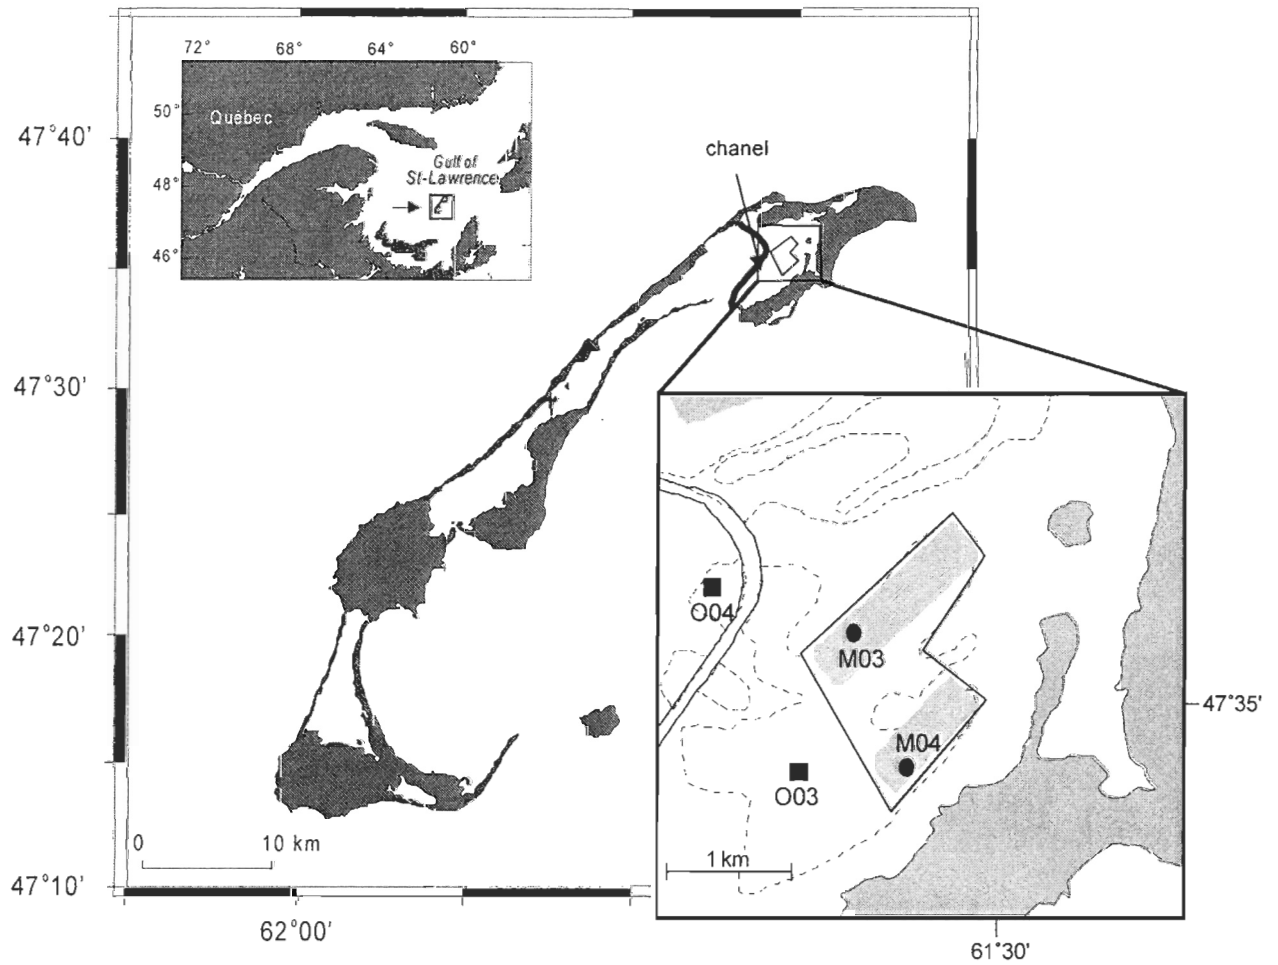 72° 68° 64° 60°
50°
Québec
Gulf of
St-Lawrence
48°
46°
47°40'
chanel
47°30'
O04
47°20'
M03
47°35'
M04
O03
0 10 km
1 km
47°10'
62°00'
61°30'